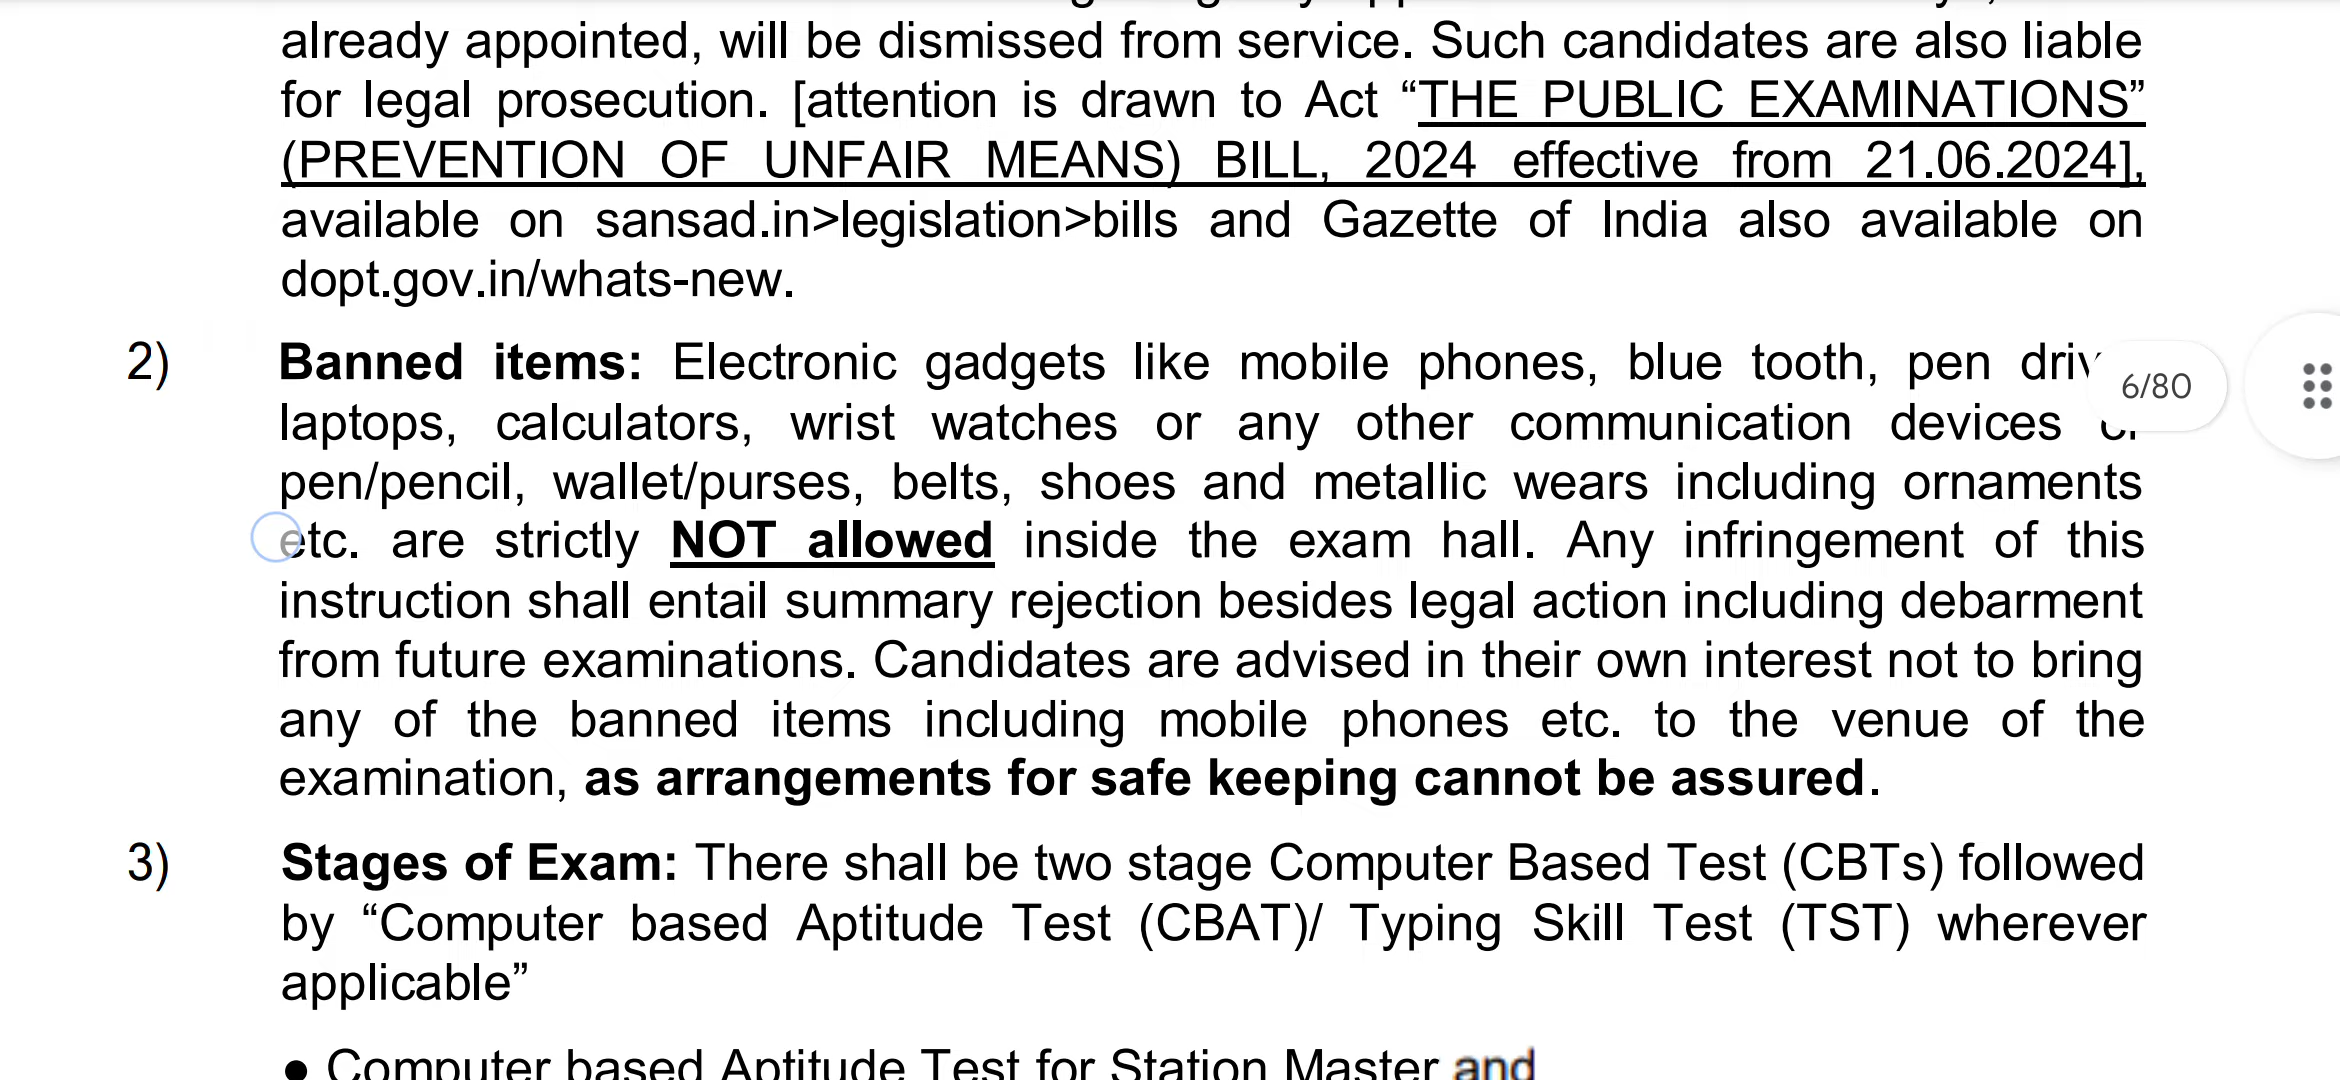 already appointed, will be dismissed from service. Such candidates are also liable
for legal prosecution. [attention is drawn to Act “THE PUBLIC EXAMINATIONS”
(PREVENTION OF UNFAIR MEANS) BILL, 2024 effective from 21.06.2024],
available on sansad.in>legislation>bills and Gazette of India also available on
dopt.gov.in/whats-new.
2) Banned items: Electronic gadgets like mobile phones, blue tooth, pen
6/80
laptops, calculators, wrist watches or any other communication devices
pen/pencil, wallet/purses, belts, shoes and metallic wears including ornaments
etc. are strictly NOT allowed inside the exam hall. Any infringement of this
instruction shall entail summary rejection besides legal action including debarment
from future examinations. Candidates are advised in their own interest not to bring
any of the banned items including mobile phones etc. to the venue of the
examination, as arrangements for safe keeping cannot be assured.
3) Stages of Exam: There shall be two stage Computer Based Test (CBTs) followed
by “Computer based Aptitude Test (CBAT)/ Typing Skill Test (TST) wherever
applicable”
● Computer based Aptitude Test for Station Master and